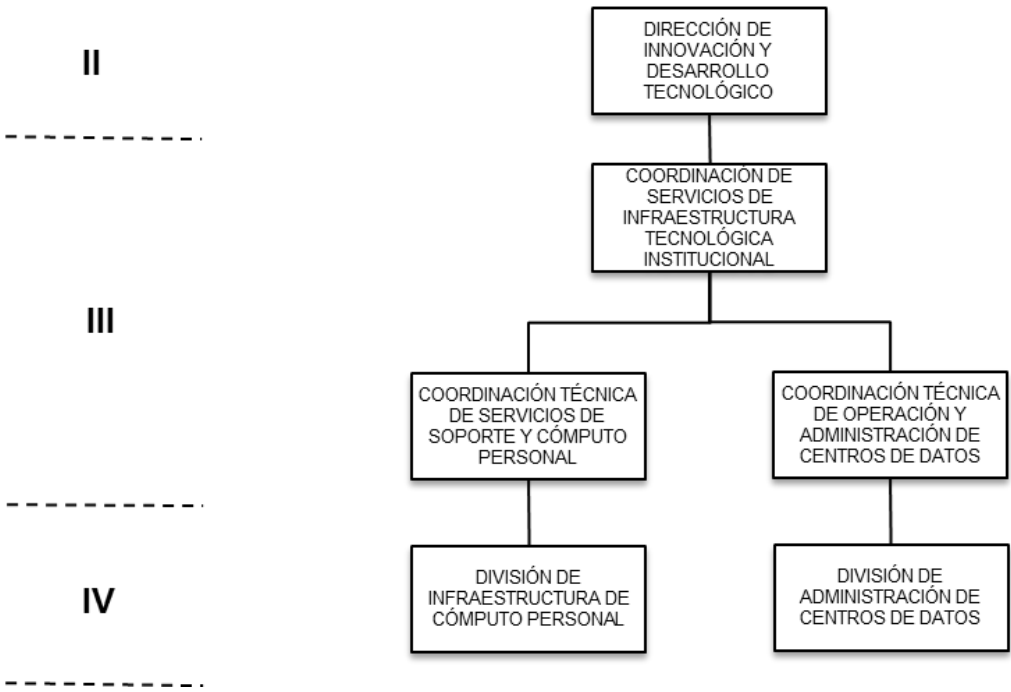 II
DIRECCIÓN DE
INNOVACIÓN Y
DESARROLLO
TECNOLÓGICO
COORDINACIÓN DE
SERVICIOS DE
INFRAESTRUCTURA
TECNOLÓGICA
INSTITUCIONAL
III
COORDINACIÓN TÉCNICA
DE SERVICIOS DE
SOPORTE Y CÓMPUTO
PERSONAL
COORDINACIÓN TÉCNICA
DE OPERACIÓN Y
ADMINISTRACIÓN DE
CENTROS DE DATOS
IV
DIVISIÓN DE
INFRAESTRUCTURA DE
CÓMPUTO PERSONAL
DIVISIÓN DE
ADMINISTRACIÓN DE
CENTROS DE DATOS